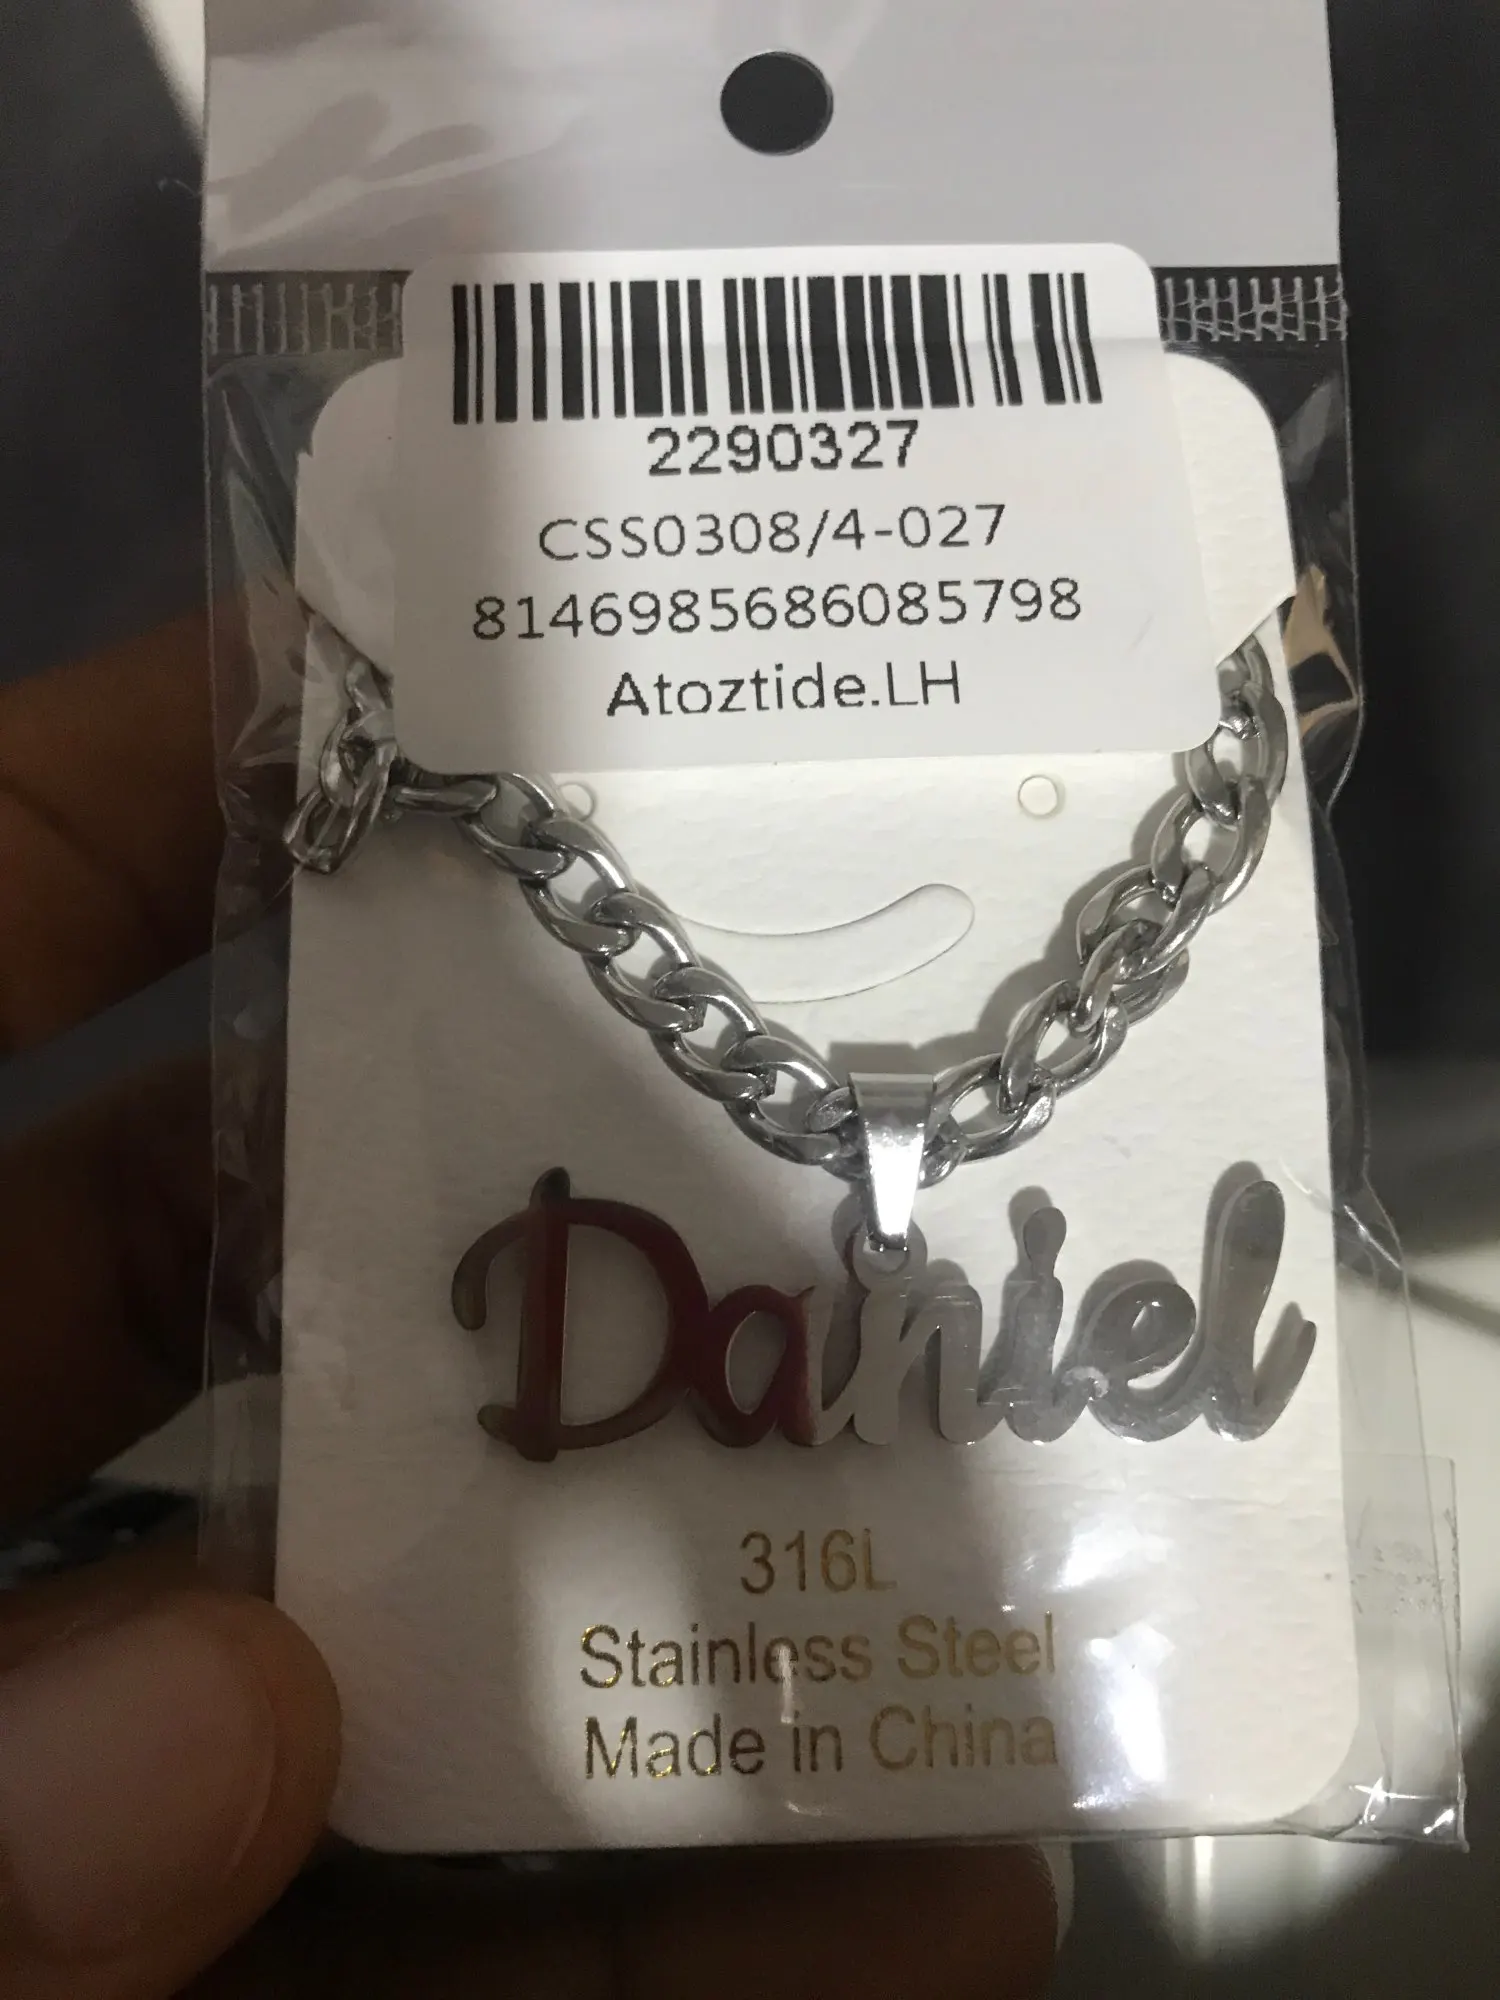 2290327
CSS0308/4-027
8146985686085798
Atoztide.LH
Daniel
316L
Stainless Steel
Made in China